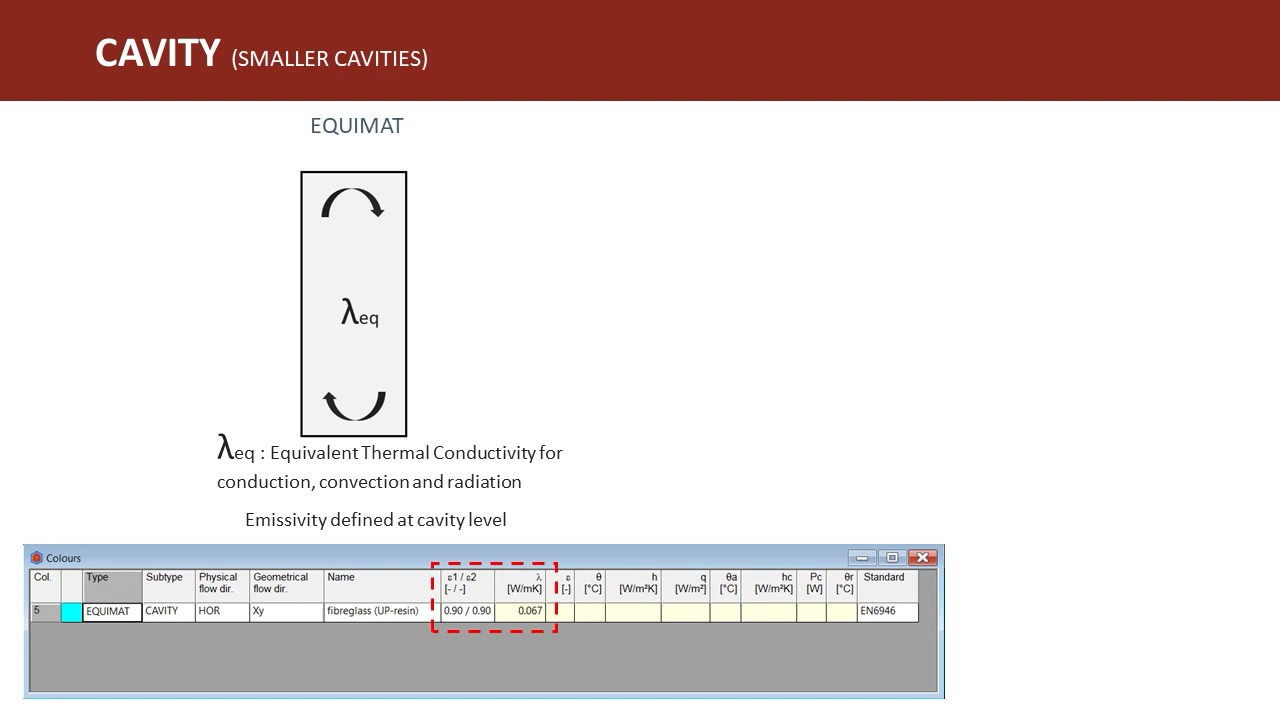 CAVITY (SMALLER CAVITIES)
EQUIMAT
λeq
λeq : Equivalent Thermal Conductivity for
conduction, convection and radiation
Emissivity defined at cavity level
Colours
Col. Type Subtype Physical flow dir. Geometrical flow dir. Name ε1 / ε2 [- / -] λ [W/mK] ε [-] θ [°C] h [W/m²K] q [W/m²] θa [°C] hc [W/m²K] Pc [W] θr [°C] Standard
5 EQUIMAT CAVITY HOR Xy fibreglass (UP-resin) 0.90 / 0.90 0.067 EN6946